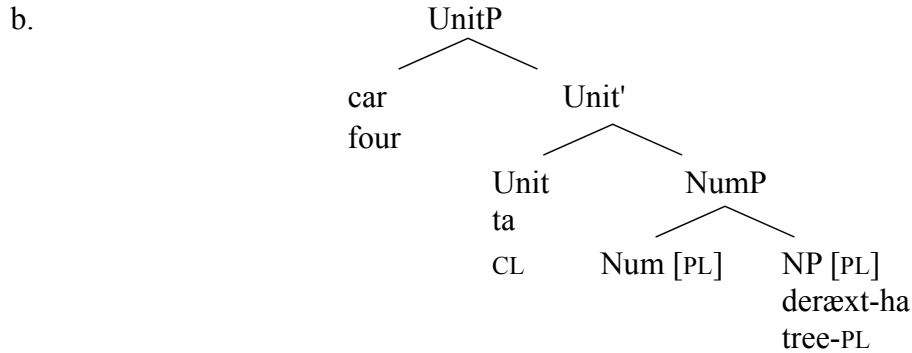 b. UnitP
car Unit'
four
Unit NumP
ta
CL Num [PL] NP [PL]
deræxt-ha
tree-PL